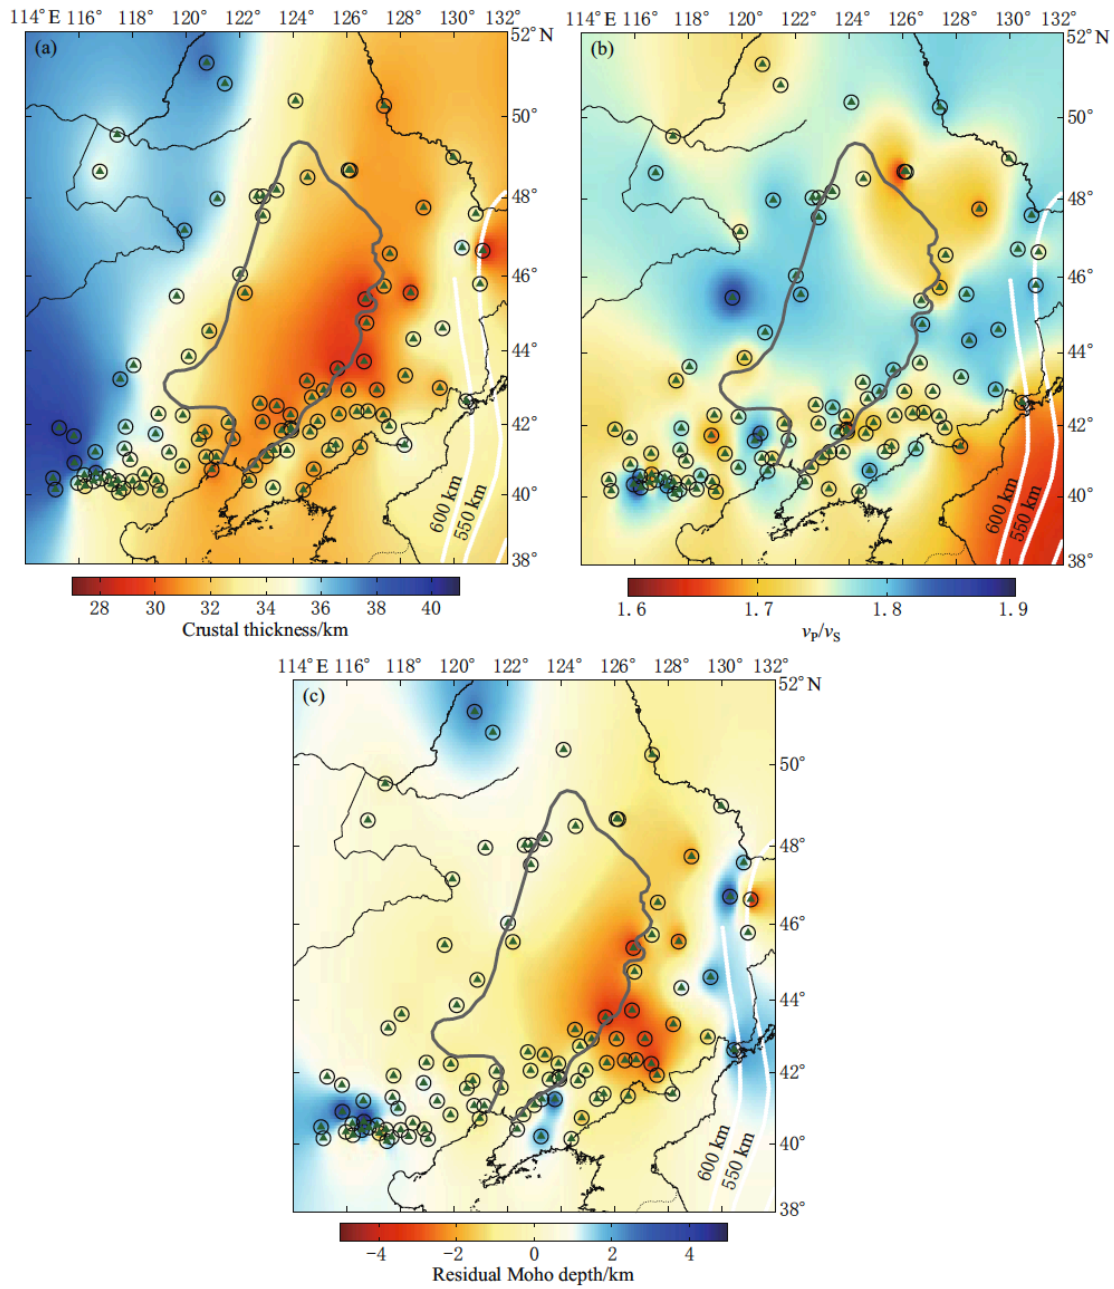 114° E 116° 118° 120° 122° 124° 126° 128° 130° 132°
(a)
52° N
50°
48°
46°
44°
42°
40°
38°
600 km
550 km
28 30 32 34 36 38 40
Crustal thickness/km
114° E 116° 118° 120° 122° 124° 126° 128° 130° 132°
(b)
52° N
50°
48°
46°
44°
42°
40°
38°
600 km
550 km
1.6 1.7 1.8 1.9
vP/vS
114° E 116° 118° 120° 122° 124° 126° 128° 130° 132°
(c)
52° N
50°
48°
46°
44°
42°
40°
38°
600 km
550 km
−4 −2 0 2 4
Residual Moho depth/km